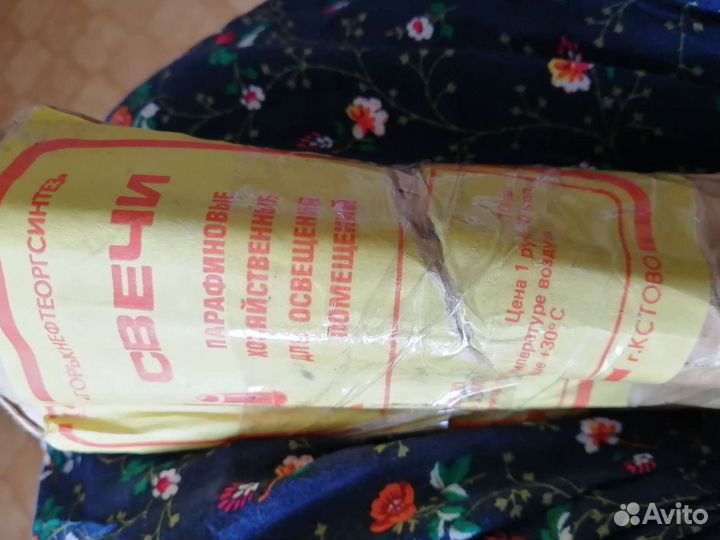 ГОРЬКНЕФТЕОРГСИНТЕЗ
СВЕЧИ
ПАРАФИНОВЫЕ
ХОЗЯЙСТВЕННЫЕ
ДЛЯ ОСВЕЩЕНИЯ
ПОМЕЩЕНИЙ
Цена 1 руб.
температуре воздуха
+30°С
г. КСТОВО
Avito